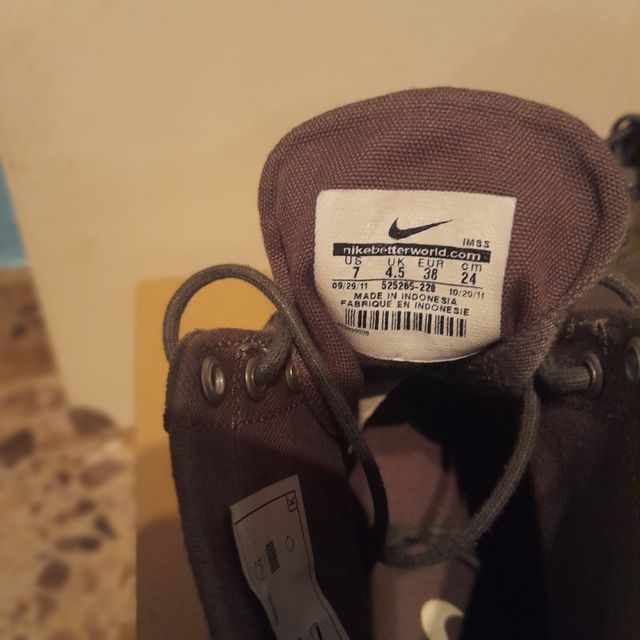 IMSS
nikebetterworld.com
US UK EUR cm
7 4.5 38 24
09/29/11 525265-220 10/20/11
MADE IN INDONESIA
FABRIQUE EN INDONESIE